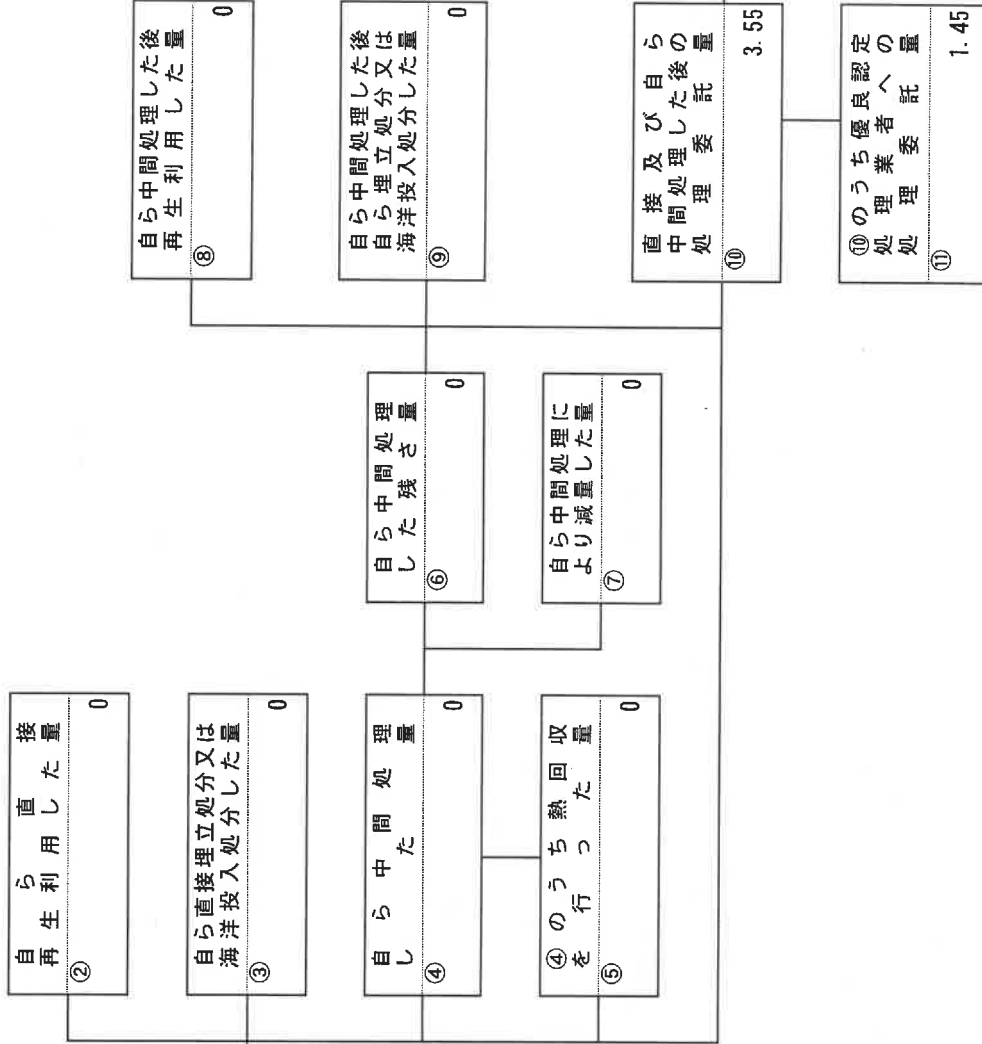 自ら直接
再生利用した量
② 0
自ら直接埋立処分又は
海洋投入処分した量
③ 0
自ら中間処理
した量
④ 0
④のうち熱回収
を行った量
⑤ 0
自ら中間処理
した残さ量
⑥ 0
自ら中間処理に
より減量した量
⑦ 0
自ら中間処理した後
再生利用した量
⑧ 0
自ら中間処理した後
自ら埋立処分又は
海洋投入処分した量
⑨ 0
直接及び自ら
中間処理した後の
処理委託量
⑩ 3.55
⑩のうち優良認定
処理業者への
処理委託量
⑪ 1.45